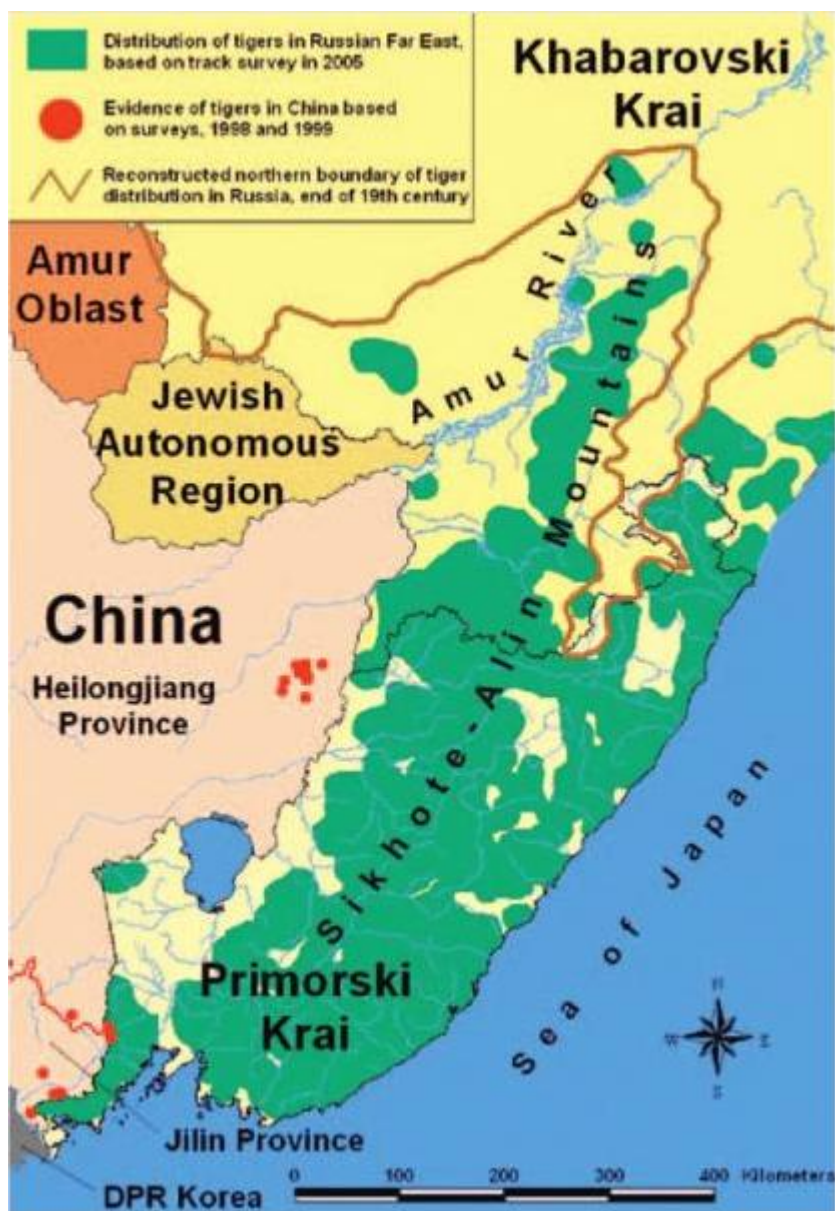 Distribution of tigers in Russian Far East,
based on track survey in 2005
Evidence of tigers in China based
on surveys, 1998 and 1999
Reconstructed northern boundary of tiger
distribution in Russia, end of 19th century
Khabarovski
Krai
Amur
Oblast
Amur River
Jewish
Autonomous
Region
Sikhote-Alin Mountains
China
Heilongjiang
Province
Sea of Japan
Primorski
Krai
N
W E
S
Jilin Province
DPR Korea
0 100 200 300 400 Kilometers